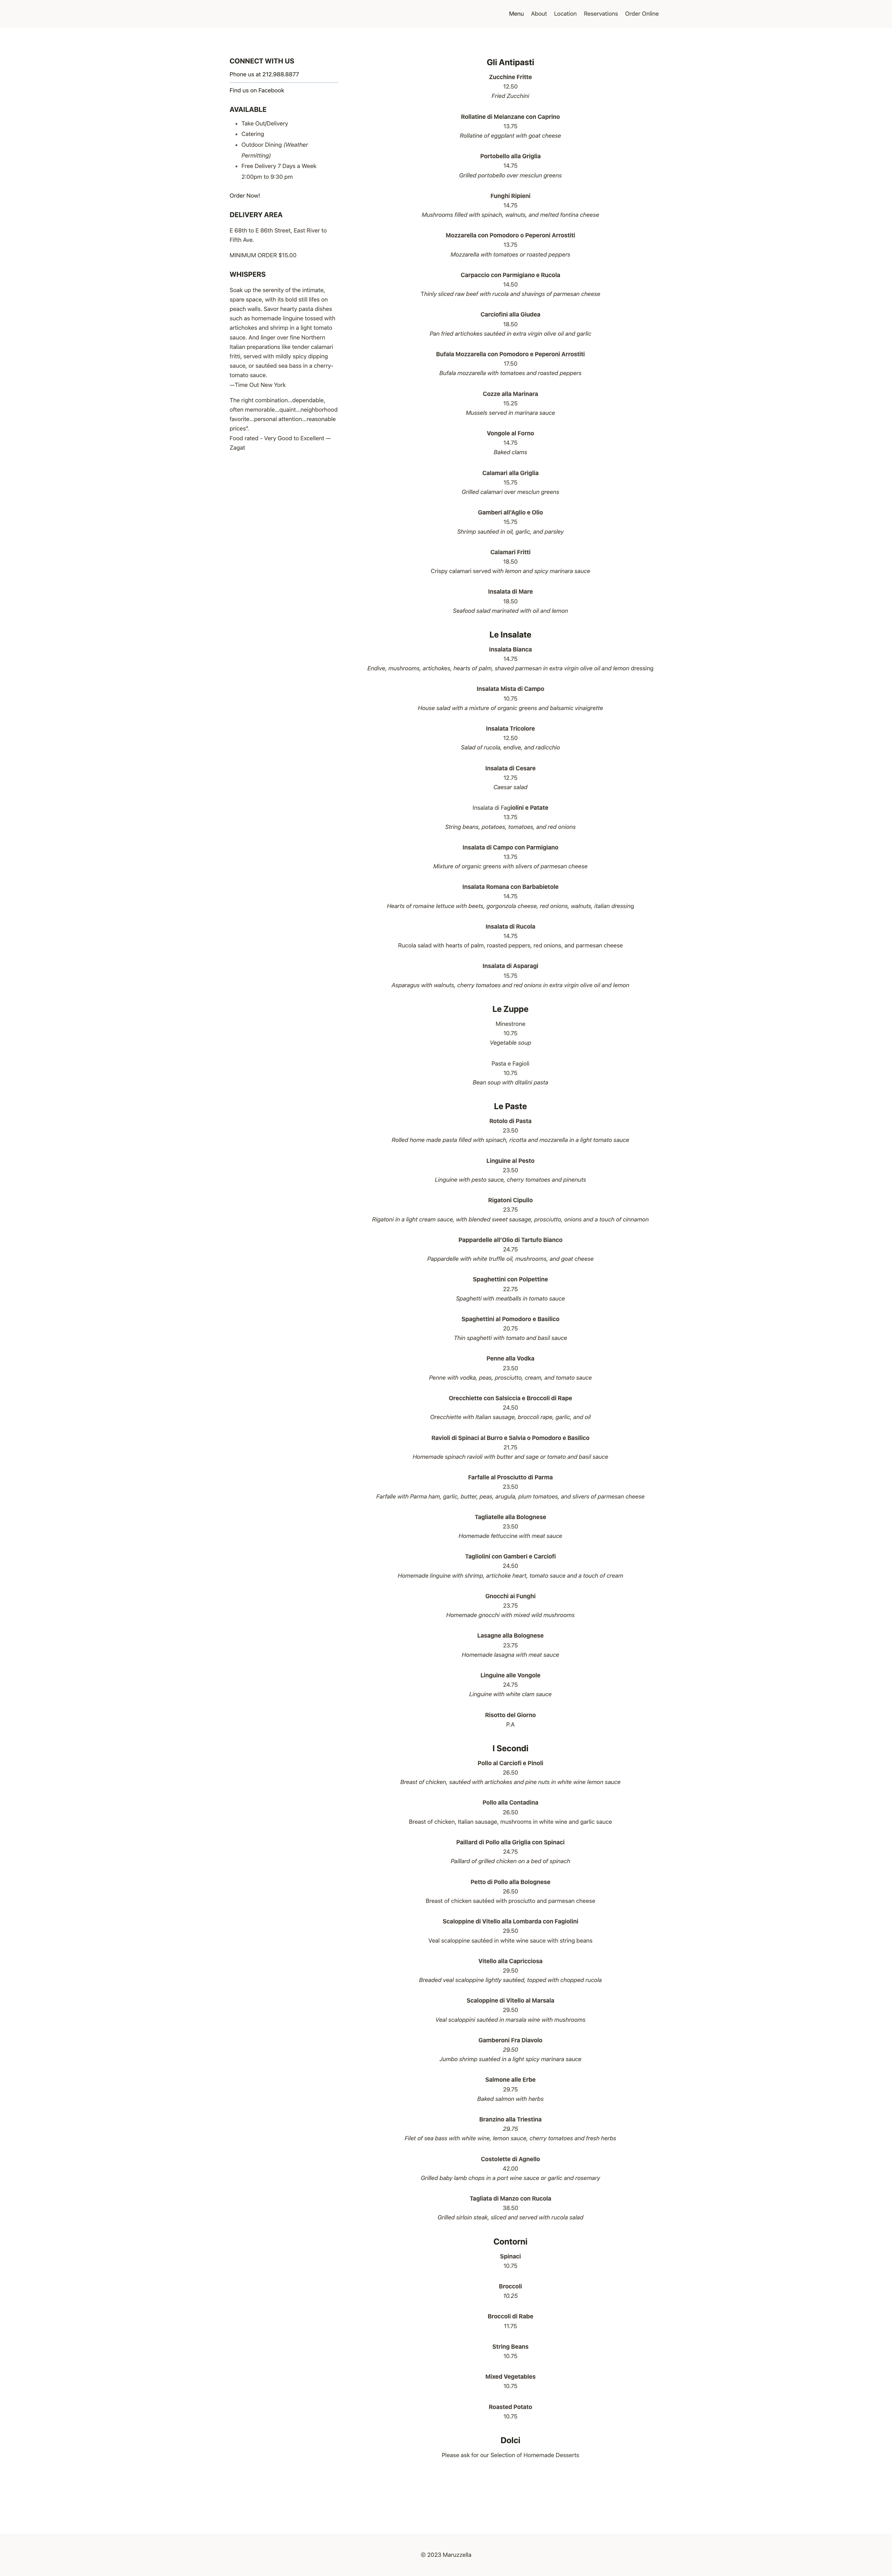 Menu About Location Reservations Order Online
CONNECT WITH US
Phone us at 212.988.8877
Find us on Facebook
AVAILABLE
• Take Out/Delivery
• Catering
• Outdoor Dining (Weather
Permitting)
• Free Delivery 7 Days a Week
2:00pm to 9:30 pm
Order Now!
DELIVERY AREA
E 68th to E 86th Street, East River to
Fifth Ave.
MINIMUM ORDER $15.00
WHISPERS
Soak up the serenity of the intimate,
spare space, with its bold still lifes on
peach walls. Savor hearty pasta dishes
such as homemade linguine tossed with
artichokes and shrimp in a light tomato
sauce. And linger over fine Northern
Italian preparations like tender calamari
fritti, served with mildly spicy dipping
sauce, or sautéed sea bass in a cherry-
tomato sauce.
—Time Out New York
The right combination...dependable,
often memorable...quaint...neighborhood
favorite...personal attention...reasonable
prices".
Food rated - Very Good to Excellent —
Zagat
Gli Antipasti
Zucchine Fritte
12.50
Fried Zucchini
Rollatine di Melanzane con Caprino
13.75
Rollatine of eggplant with goat cheese
Portobello alla Griglia
14.75
Grilled portobello over mesclun greens
Funghi Ripieni
14.75
Mushrooms filled with spinach, walnuts, and melted fontina cheese
Mozzarella con Pomodoro o Peperoni Arrostiti
13.75
Mozzarella with tomatoes or roasted peppers
Carpaccio con Parmigiano e Rucola
14.50
Thinly sliced raw beef with rucola and shavings of parmesan cheese
Carciofini alla Giudea
18.50
Pan fried artichokes sautéed in extra virgin olive oil and garlic
Bufala Mozzarella con Pomodoro e Peperoni Arrostiti
17.50
Bufala mozzarella with tomatoes and roasted peppers
Cozze alla Marinara
15.25
Mussels served in marinara sauce
Vongole al Forno
14.75
Baked clams
Calamari alla Griglia
15.75
Grilled calamari over mesclun greens
Gamberi all'Aglio e Olio
15.75
Shrimp sautéed in oil, garlic, and parsley
Calamari Fritti
18.50
Crispy calamari served with lemon and spicy marinara sauce
Insalata di Mare
18.50
Seafood salad marinated with oil and lemon
Le Insalate
Insalata Bianca
14.75
Endive, mushrooms, artichokes, hearts of palm, shaved parmesan in extra virgin olive oil and lemon dressing
Insalata Mista di Campo
10.75
House salad with a mixture of organic greens and balsamic vinaigrette
Insalata Tricolore
12.50
Salad of rucola, endive, and radicchio
Insalata di Cesare
12.75
Caesar salad
Insalata di Fagiolini e Patate
13.75
String beans, potatoes, tomatoes, and red onions
Insalata di Campo con Parmigiano
13.75
Mixture of organic greens with slivers of parmesan cheese
Insalata Romana con Barbabietole
14.75
Hearts of romaine lettuce with beets, gorgonzola cheese, red onions, walnuts, italian dressing
Insalata di Rucola
14.75
Rucola salad with hearts of palm, roasted peppers, red onions, and parmesan cheese
Insalata di Asparagi
15.75
Asparagus with walnuts, cherry tomatoes and red onions in extra virgin olive oil and lemon
Le Zuppe
Minestrone
10.75
Vegetable soup
Pasta e Fagioli
10.75
Bean soup with ditalini pasta
Le Paste
Rotolo di Pasta
23.50
Rolled home made pasta filled with spinach, ricotta and mozzarella in a light tomato sauce
Linguine al Pesto
23.50
Linguine with pesto sauce, cherry tomatoes and pinenuts
Rigatoni Cipullo
23.75
Rigatoni in a light cream sauce, with blended sweet sausage, prosciutto, onions and a touch of cinnamon
Pappardelle all'Olio di Tartufo Bianco
24.75
Pappardelle with white truffle oil, mushrooms, and goat cheese
Spaghettini con Polpettine
22.75
Spaghetti with meatballs in tomato sauce
Spaghettini al Pomodoro e Basilico
20.75
Thin spaghetti with tomato and basil sauce
Penne alla Vodka
23.50
Penne with vodka, peas, prosciutto, cream, and tomato sauce
Orecchiette con Salsiccia e Broccoli di Rape
24.50
Orecchiette with Italian sausage, broccoli rape, garlic, and oil
Ravioli di Spinaci al Burro e Salvia o Pomodoro e Basilico
21.75
Homemade spinach ravioli with butter and sage or tomato and basil sauce
Farfalle al Prosciutto di Parma
23.50
Farfalle with Parma ham, garlic, butter, peas, arugula, plum tomatoes, and slivers of parmesan cheese
Tagliatelle alla Bolognese
23.50
Homemade fettuccine with meat sauce
Tagliolini con Gamberi e Carciofi
24.50
Homemade linguine with shrimp, artichoke heart, tomato sauce and a touch of cream
Gnocchi ai Funghi
23.75
Homemade gnocchi with mixed wild mushrooms
Lasagne alla Bolognese
23.75
Homemade lasagna with meat sauce
Linguine alle Vongole
24.75
Linguine with white clam sauce
Risotto del Giorno
P.A
I Secondi
Pollo ai Carciofi e Pinoli
26.50
Breast of chicken, sautéed with artichokes and pine nuts in white wine lemon sauce
Pollo alla Contadina
26.50
Breast of chicken, Italian sausage, mushrooms in white wine and garlic sauce
Paillard di Pollo alla Griglia con Spinaci
24.75
Paillard of grilled chicken on a bed of spinach
Petto di Pollo alla Bolognese
26.50
Breast of chicken sautéed with prosciutto and parmesan cheese
Scaloppine di Vitello alla Lombarda con Fagiolini
29.50
Veal scaloppine sautéed in white wine sauce with string beans
Vitello alla Capricciosa
29.50
Breaded veal scaloppine lightly sautéed, topped with chopped rucola
Scaloppine di Vitello al Marsala
29.50
Veal scaloppini sautéed in marsala wine with mushrooms
Gamberoni Fra Diavolo
29.50
Jumbo shrimp suatéed in a light spicy marinara sauce
Salmone alle Erbe
29.75
Baked salmon with herbs
Branzino alla Triestina
29.75
Filet of sea bass with white wine, lemon sauce, cherry tomatoes and fresh herbs
Costolette di Agnello
42.00
Grilled baby lamb chops in a port wine sauce or garlic and rosemary
Tagliata di Manzo con Rucola
38.50
Grilled sirloin steak, sliced and served with rucola salad
Contorni
Spinaci
10.75
Broccoli
10.25
Broccoli di Rabe
11.75
String Beans
10.75
Mixed Vegetables
10.75
Roasted Potato
10.75
Dolci
Please ask for our Selection of Homemade Desserts
© 2023 Maruzzella